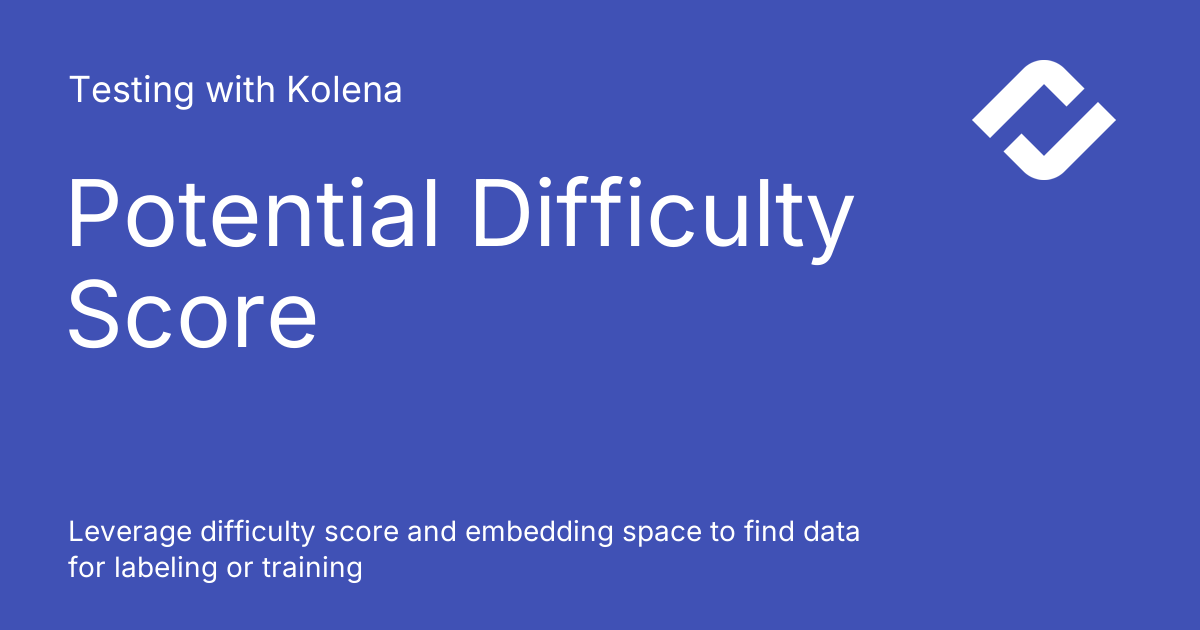 Testing with Kolena
Potential Difficulty
Score
Leverage difficulty score and embedding space to find data
for labeling or training